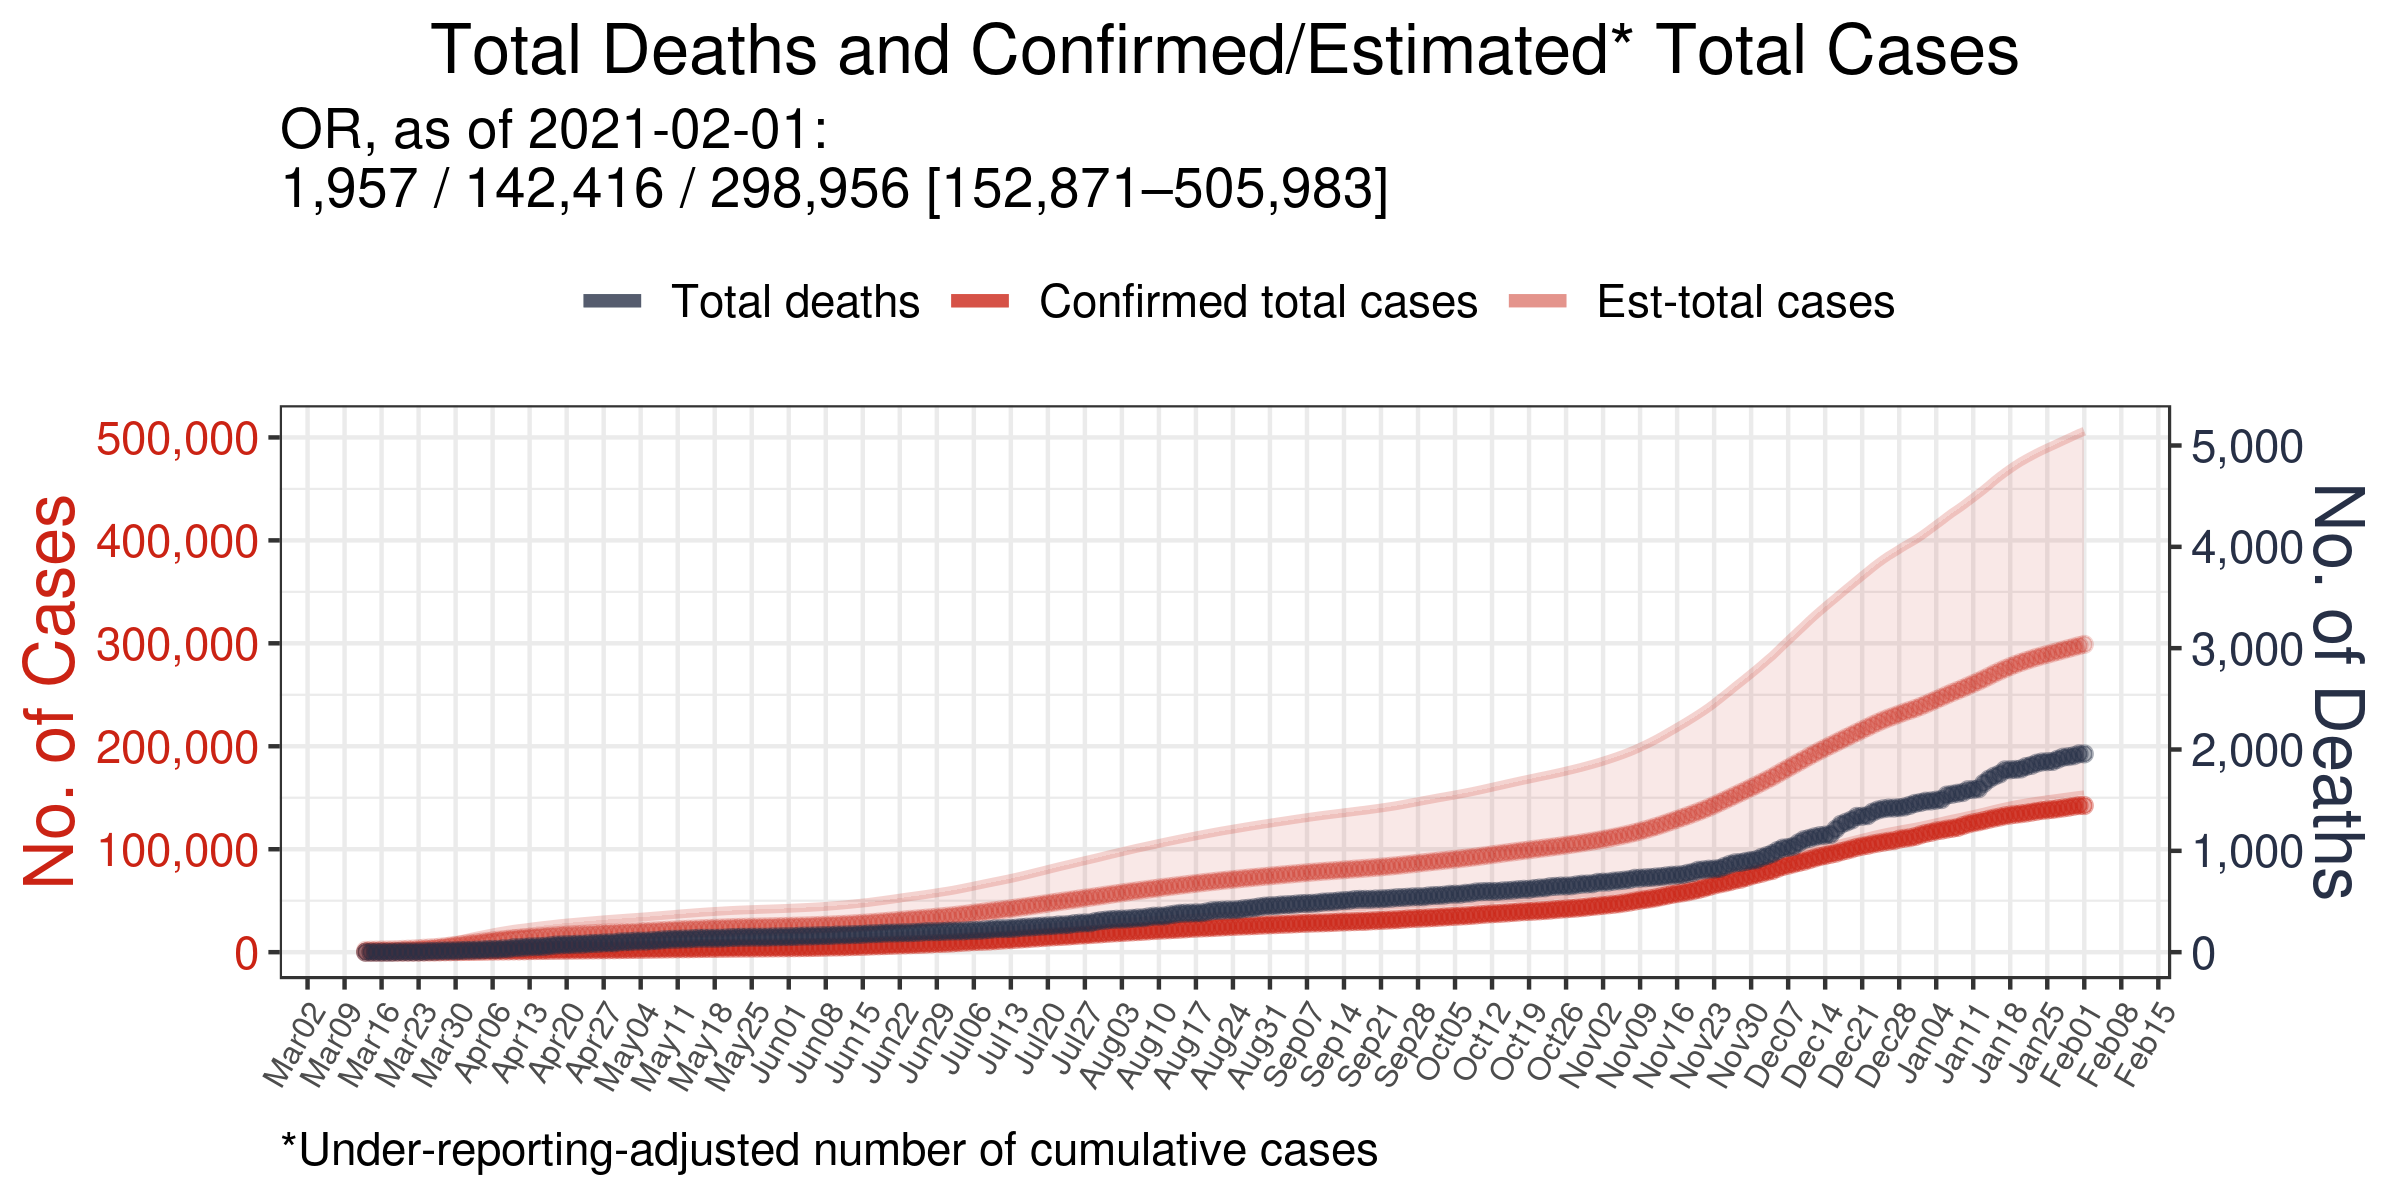 Total Deaths and Confirmed/Estimated* Total Cases
OR, as of 2021-02-01:
1,957 / 142,416 / 298,956 [152,871–505,983]
Total deaths
Confirmed total cases
Est-total cases
No. of Cases
500,000
400,000
300,000
200,000
100,000
0
5,000
4,000
3,000
2,000
1,000
0
No. of Deaths
Mar02
Mar09
Mar16
Mar23
Mar30
Apr06
Apr13
Apr20
Apr27
May04
May11
May18
May25
Jun01
Jun08
Jun15
Jun22
Jun29
Jul06
Jul13
Jul20
Jul27
Aug03
Aug10
Aug17
Aug24
Aug31
Sep07
Sep14
Sep21
Sep28
Oct05
Oct12
Oct19
Oct26
Nov02
Nov09
Nov16
Nov23
Nov30
Dec07
Dec14
Dec21
Dec28
Jan04
Jan11
Jan18
Jan25
Feb01
Feb08
Feb15
*Under-reporting-adjusted number of cumulative cases